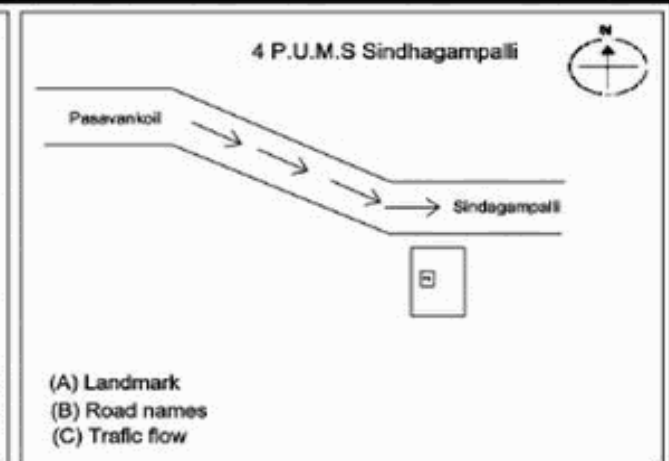 4 P.U.M.S Sindhagampalli
N
Pasavankoil
Sindagampalli
(A) Landmark
(B) Road names
(C) Trafic flow